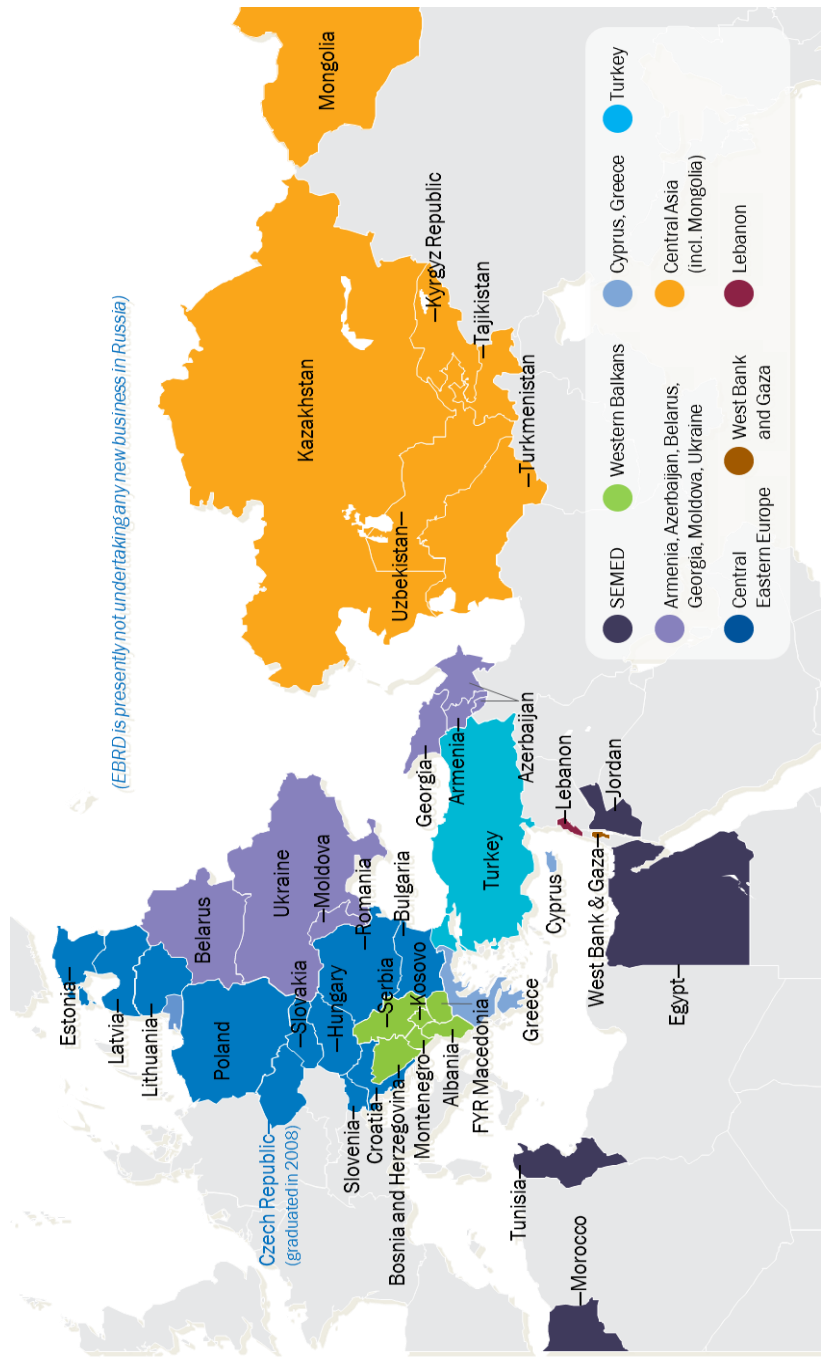 (EBRD is presently not undertaking any new business in Russia)
Estonia
Latvia
Lithuania
Belarus
Poland
Ukraine
Czech Republic
(graduated in 2008)
Slovakia
Moldova
Hungary
Romania
Slovenia
Croatia
Serbia
Bosnia and Herzegovina
Bulgaria
Montenegro
Kosovo
Albania
FYR Macedonia
Greece
Georgia
Armenia
Azerbaijan
Turkey
Cyprus
Lebanon
West Bank & Gaza
Jordan
Egypt
Tunisia
Morocco
Kazakhstan
Mongolia
Uzbekistan
Kyrgyz Republic
Tajikistan
Turkmenistan
SEMED
Western Balkans
Cyprus, Greece
Turkey
Armenia, Azerbaijan, Belarus,
Georgia, Moldova, Ukraine
Central Asia
(incl. Mongolia)
Central
Eastern Europe
West Bank
and Gaza
Lebanon